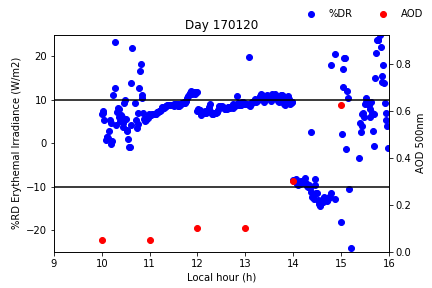 %DR AOD
Day 170120
%RD Erythemal Irradiance (W/m2)
20
10
0
−10
−20
0.8
0.6
0.4
0.2
0.0
AOD 500nm
9 10 11 12 13 14 15 16
Local hour (h)